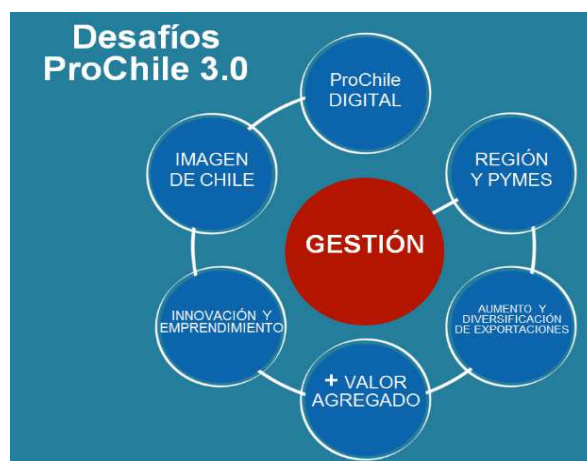 Desafíos
ProChile 3.0
ProChile
DIGITAL
IMAGEN
DE CHILE
REGIÓN
Y PYMES
GESTIÓN
INNOVACIÓN Y
EMPRENDIMIENTO
AUMENTO Y
DIVERSIFICACIÓN
DE EXPORTACIONES
+ VALOR
AGREGADO